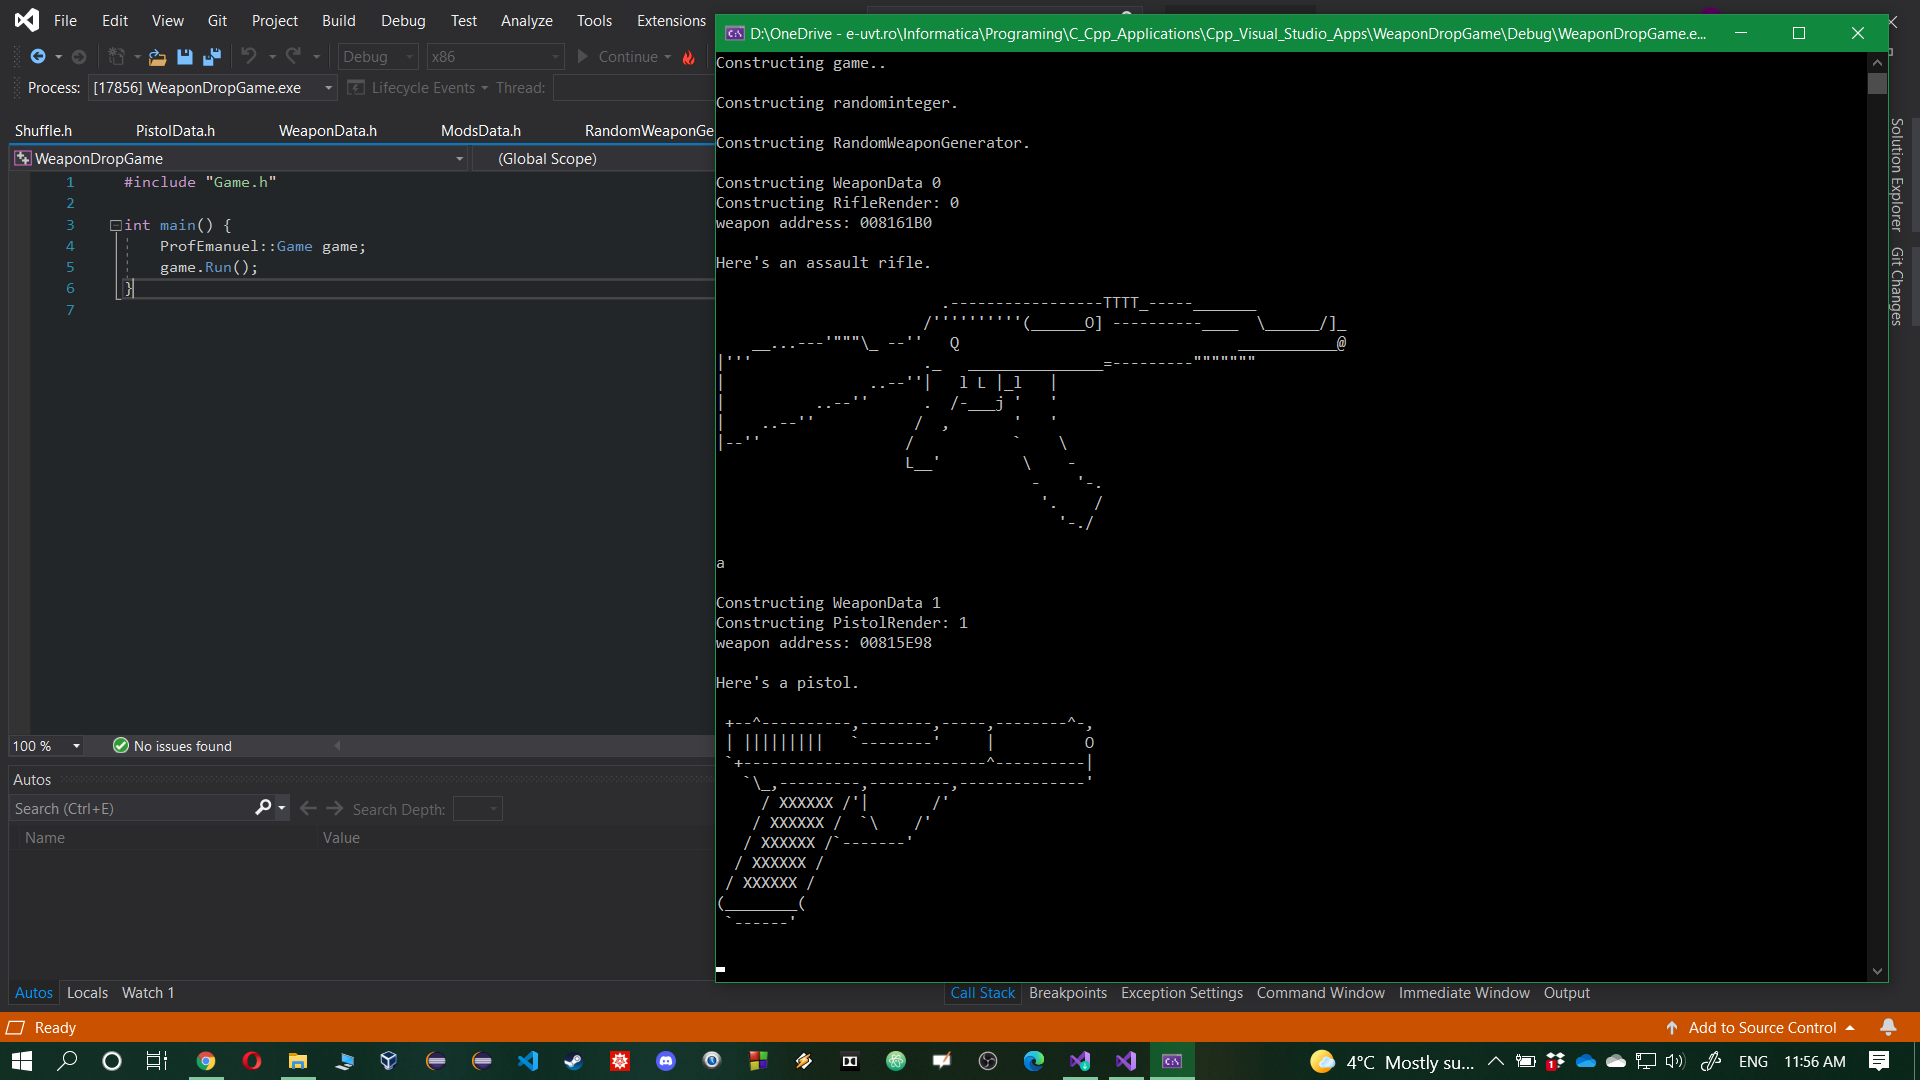 File Edit View Git Project Build Debug Test Analyze Tools Extensions
Debug x86 Continue
Process: [17856] WeaponDropGame.exe Lifecycle Events Thread:
Shuffle.h PistolData.h WeaponData.h ModsData.h RandomWeaponGe
WeaponDropGame (Global Scope)
1 #include "Game.h"
2
3 int main() {
4 ProfEmanuel::Game game;
5 game.Run();
6 }
7
100 % No issues found
Autos
Search (Ctrl+E) Search Depth:
Name Value
Autos Locals Watch 1
D:\OneDrive - e-uvt.ro\Informatica\Programing\C_Cpp_Applications\Cpp_Visual_Studio_Apps\WeaponDropGame\Debug\WeaponDropGame.e...
Constructing game..
Constructing randominteger.
Constructing RandomWeaponGenerator.
Constructing WeaponData 0
Constructing RifleRender: 0
weapon address: 008161B0
Here's an assault rifle.
a
Constructing WeaponData 1
Constructing PistolRender: 1
weapon address: 00815E98
Here's a pistol.
Solution Explorer
Git Changes
Call Stack Breakpoints Exception Settings Command Window Immediate Window Output
Ready Add to Source Control
4°C Mostly su... ENG 11:56 AM